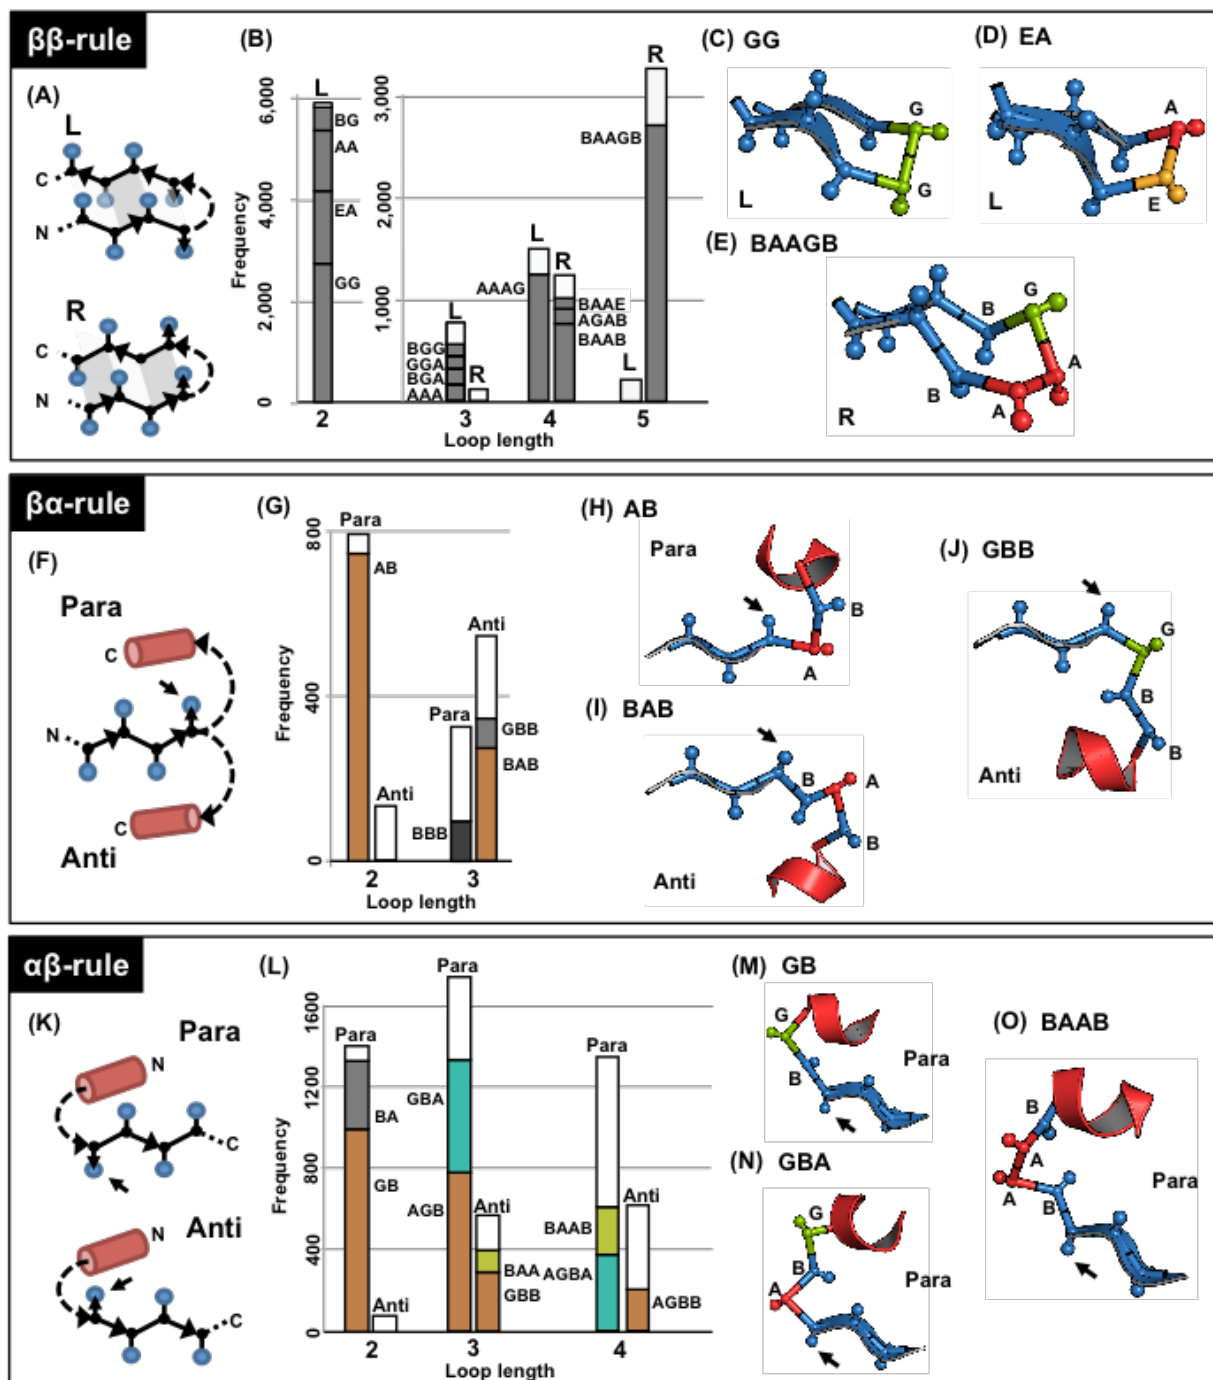 ββ-rule
(A)
L
C
N
R
C
N
(B)
Frequency
6,000
4,000
2,000
0
L
BG
AA
EA
GG
2
3,000
2,000
1,000
L
BGG
GGA
BGA
AAA
R
3
L
AAAG
R
BAAE
AGAB
BAAB
4
L
R
BAAGB
5
Loop length
(C) GG
G
G
L
(D) EA
A
E
L
(E) BAAGB
G
B
A
B
A
R
βα-rule
(F)
Para
C
N
C
Anti
(G)
Frequency
800
400
0
Para
AB
Anti
2
Para
BBB
Anti
GBB
BAB
3
Loop length
(H) AB
Para
B
A
(I) BAB
B
A
B
Anti
(J) GBB
G
B
B
Anti
αβ-rule
(K)
Para
N
C
Anti
N
C
(L)
Frequency
1600
1200
800
400
0
Para
BA
GB
Anti
2
Para
GBA
AGB
Anti
BAA
GBB
3
Para
BAAB
AGBA
Anti
AGBB
4
Loop length
(M) GB
G
B
Para
(N) GBA
G
B
A
Para
(O) BAAB
B
A
A
B
Para